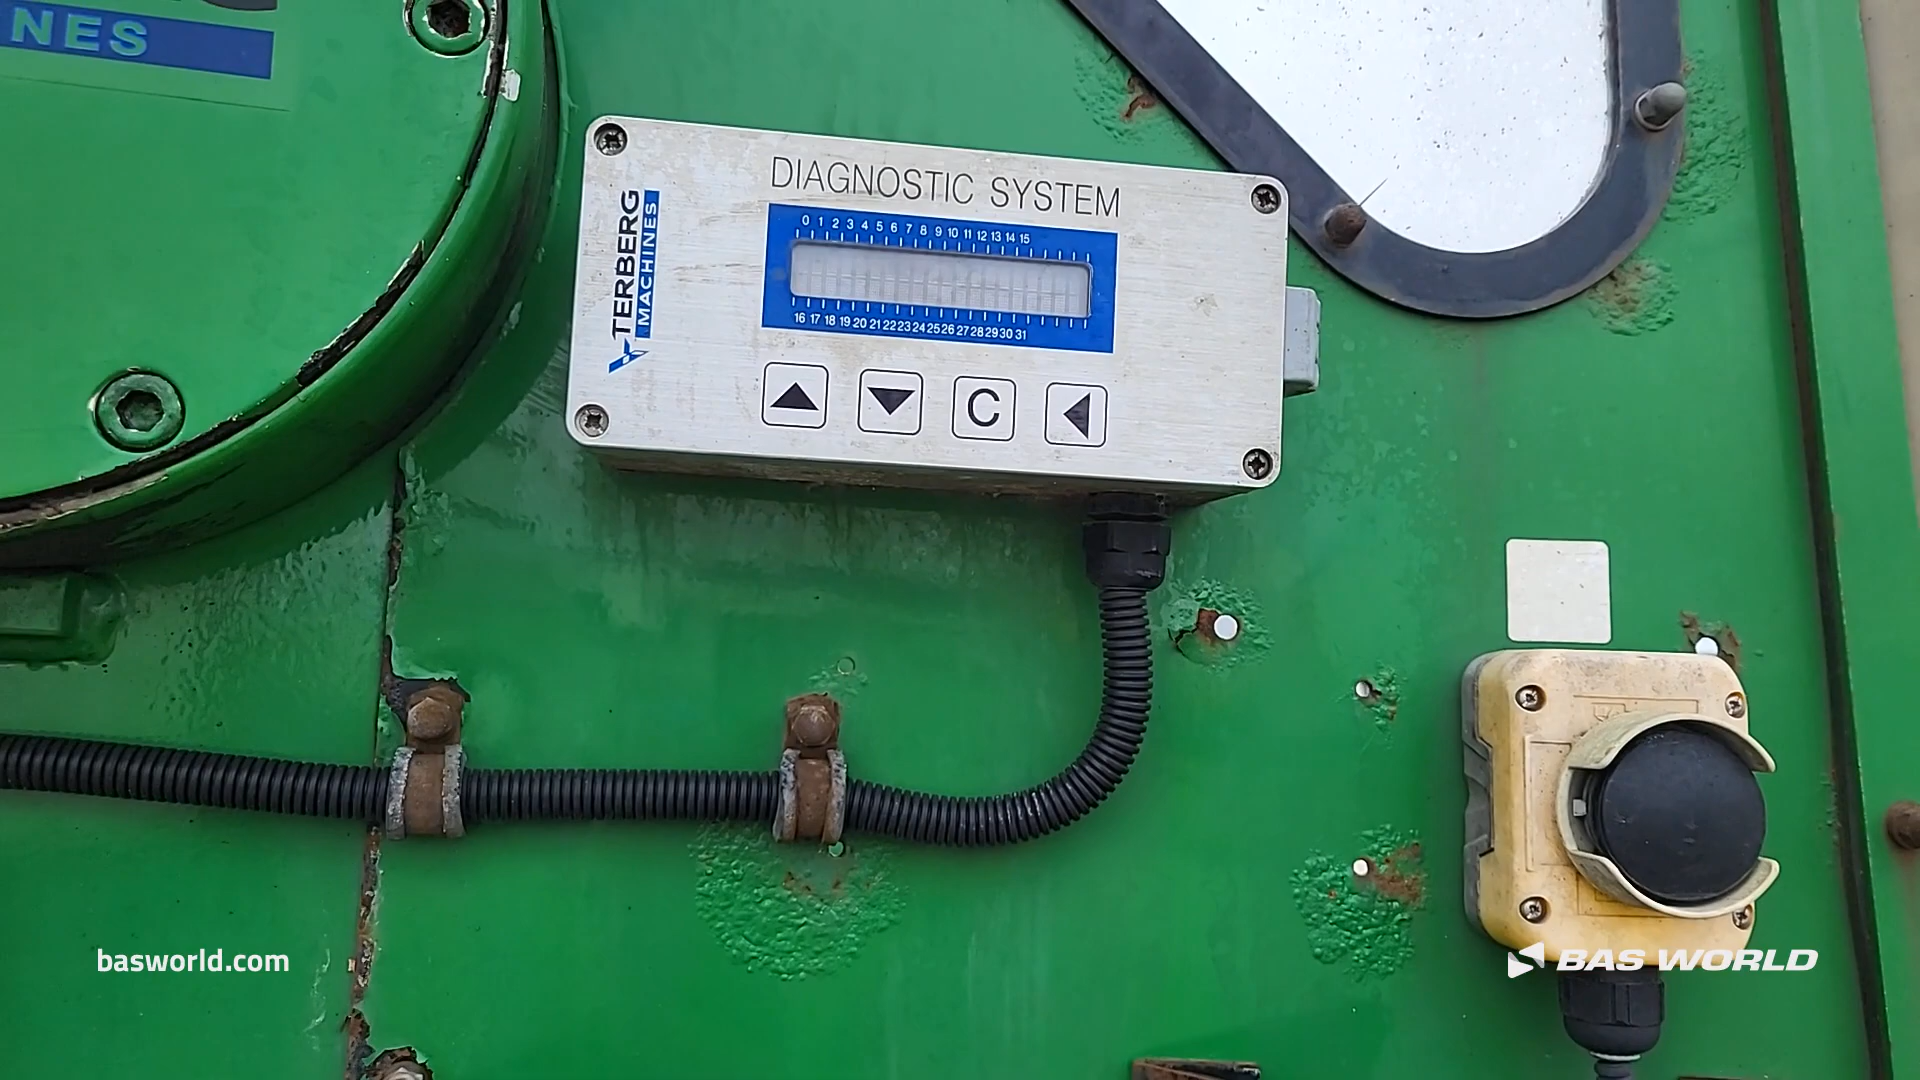 NES
DIAGNOSTIC SYSTEM
TERBERG
MACHINES
0 1 2 3 4 5 6 7 8 9 10 11 12 13 14 15
16 17 18 19 20 21 22 23 24 25 26 27 28 29 30 31
C
basworld.com
BAS WORLD